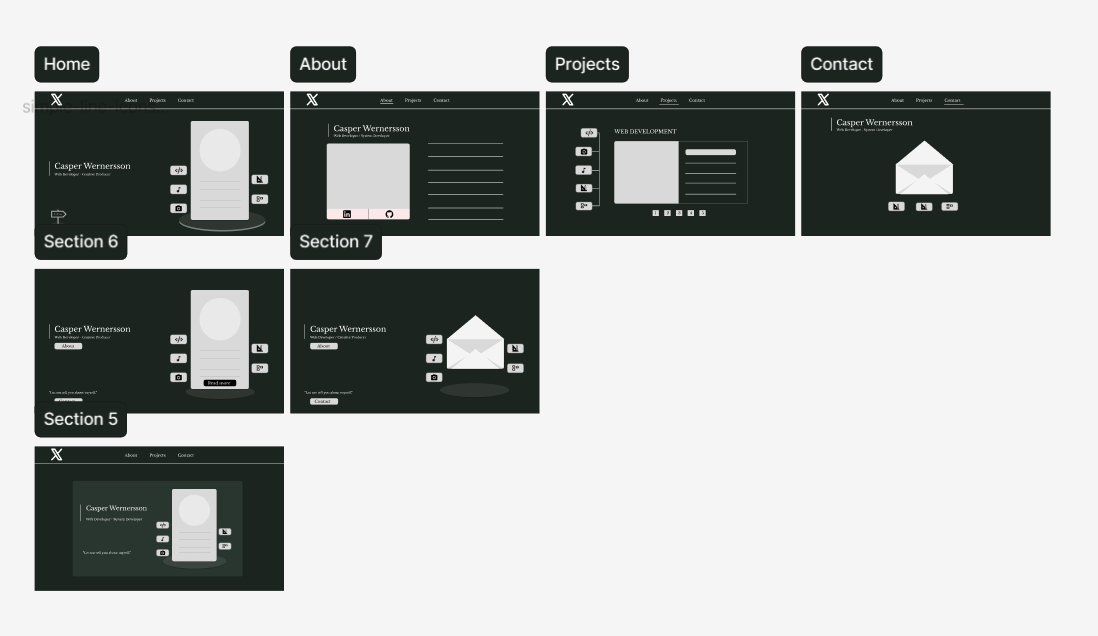 Home
About
Projects
Contact
About Projects Contact
Casper Wernersson
Web Developer · Creative Producer
About Projects Contact
Casper Wernersson
Web Developer · System Developer
About Projects Contact
WEB DEVELOPMENT
1 2 3 4 5
About Projects Contact
Casper Wernersson
Web Developer · System Developer
Section 6
Section 7
Casper Wernersson
Web Developer · Creative Producer
About
Read more
"Let me tell you about myself"
Casper Wernersson
Web Developer · Creative Producer
About
"Let me tell you about myself"
Contact
Section 5
About Projects Contact
Casper Wernersson
Web Developer · System Developer
"Let me tell you about myself"